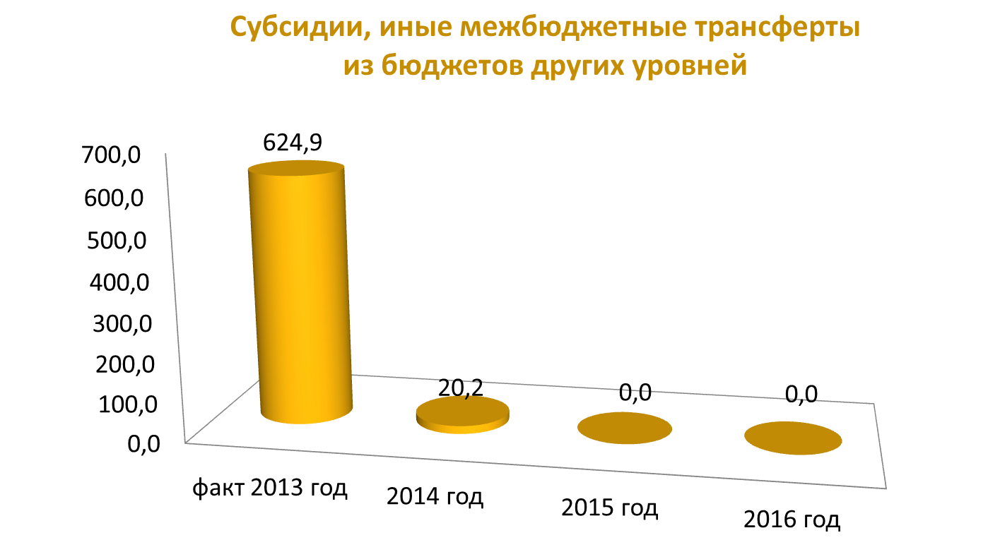 Субсидии, иные межбюджетные трансферты
из бюджетов других уровней
624,9
700,0
600,0
500,0
400,0
300,0
200,0
100,0
0,0
20,2
0,0
0,0
факт 2013 год
2014 год
2015 год
2016 год